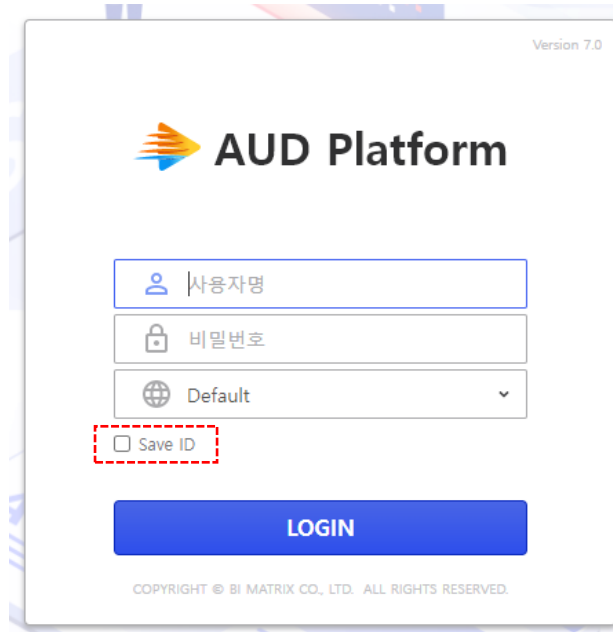 Version 7.0
AUD Platform
사용자명
비밀번호
Default
Save ID
LOGIN
COPYRIGHT © BI MATRIX CO., LTD. ALL RIGHTS RESERVED.